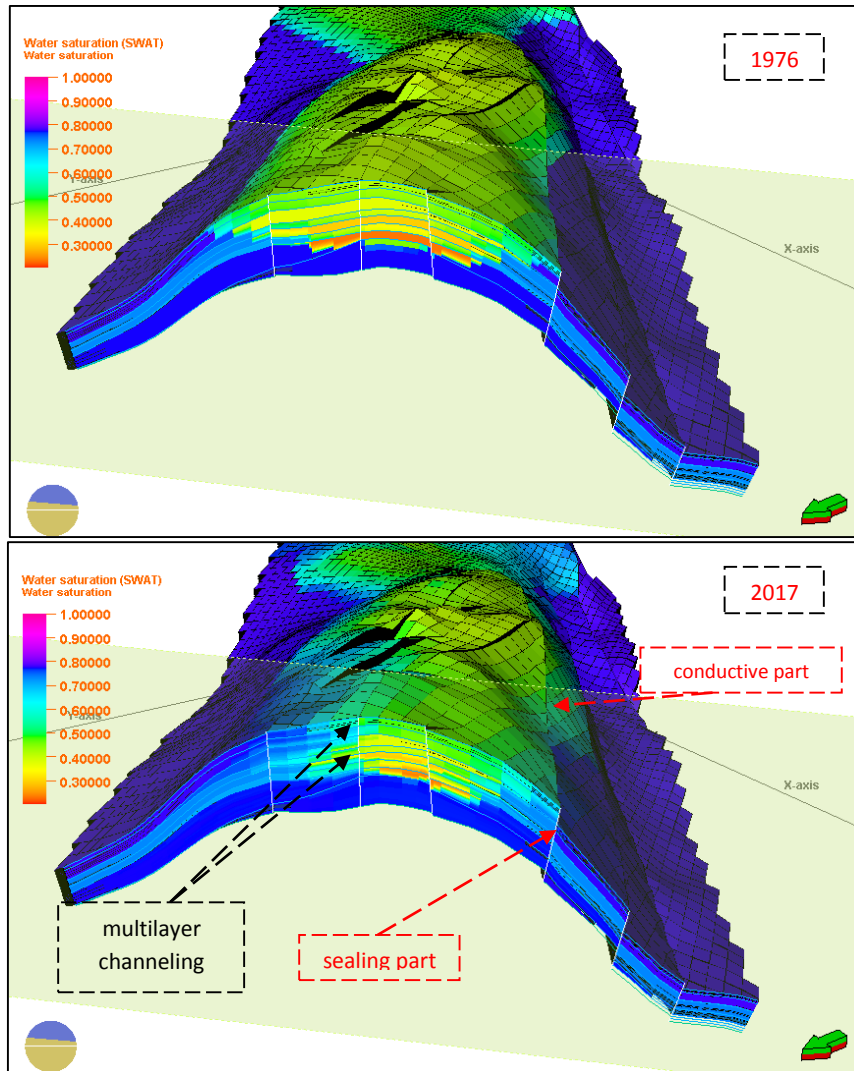 Water saturation (SWAT)
Water saturation
1.00000
0.90000
0.80000
0.70000
0.60000
0.50000
0.40000
0.30000
1976
Y-axis
X-axis
Water saturation (SWAT)
Water saturation
1.00000
0.90000
0.80000
0.70000
0.60000
0.50000
0.40000
0.30000
2017
conductive part
Y-axis
X-axis
multilayer
channeling
sealing part